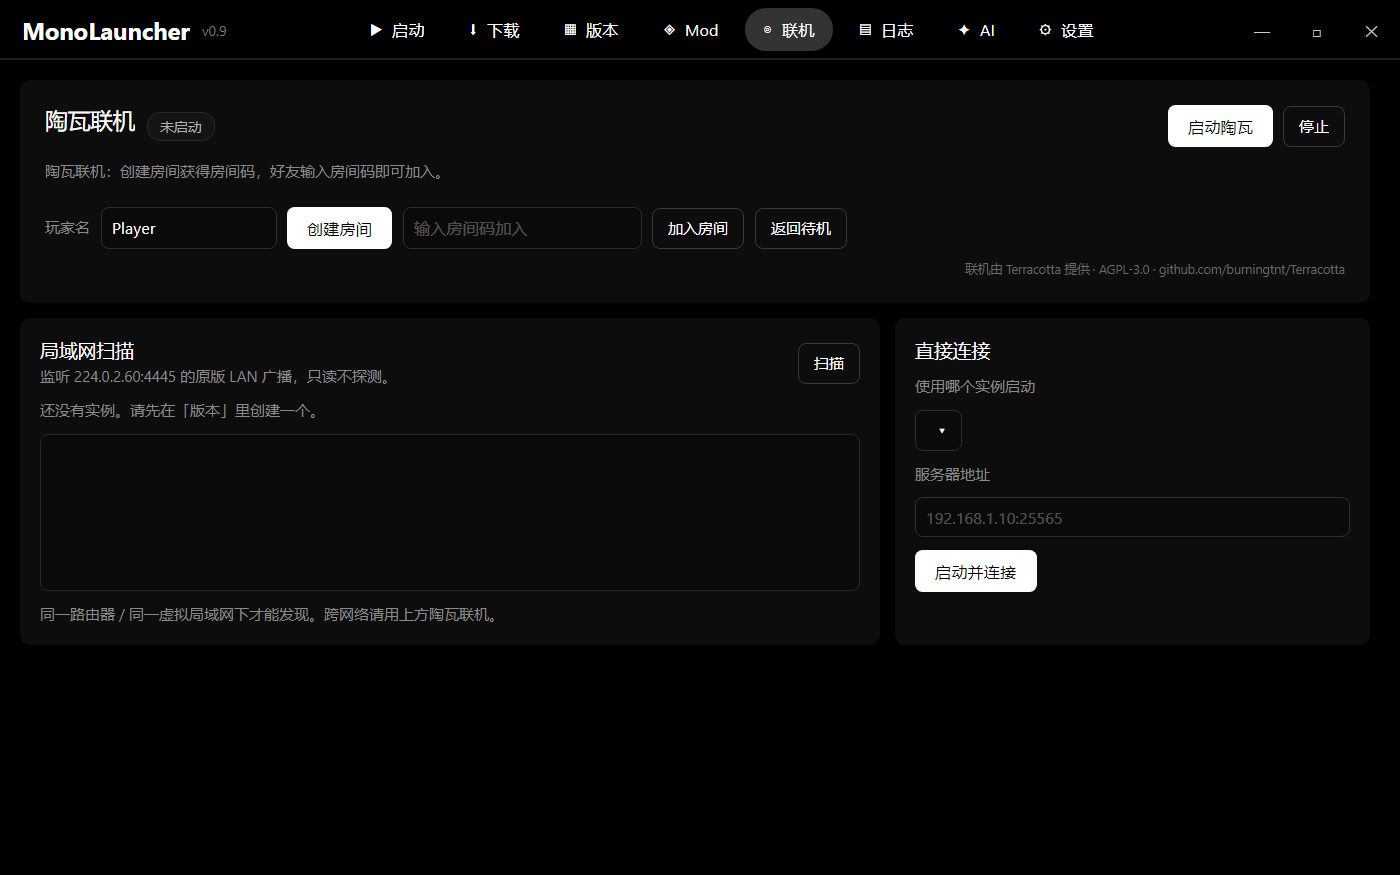 MonoLauncher v0.9
启动 下载 版本 Mod 联机 日志 AI 设置
陶瓦联机 未启动 启动陶瓦 停止
陶瓦联机：创建房间获得房间码，好友输入房间码即可加入。
玩家名 Player 创建房间 输入房间码加入 加入房间 返回待机
联机由 Terracotta 提供 · AGPL-3.0 · github.com/burningtnt/Terracotta
局域网扫描
监听 224.0.2.60:4445 的原版 LAN 广播，只读不探测。
扫描
还没有实例。请先在「版本」里创建一个。
同一路由器 / 同一虚拟局域网下才能发现。跨网络请用上方陶瓦联机。
直接连接
使用哪个实例启动
服务器地址
192.168.1.10:25565
启动并连接